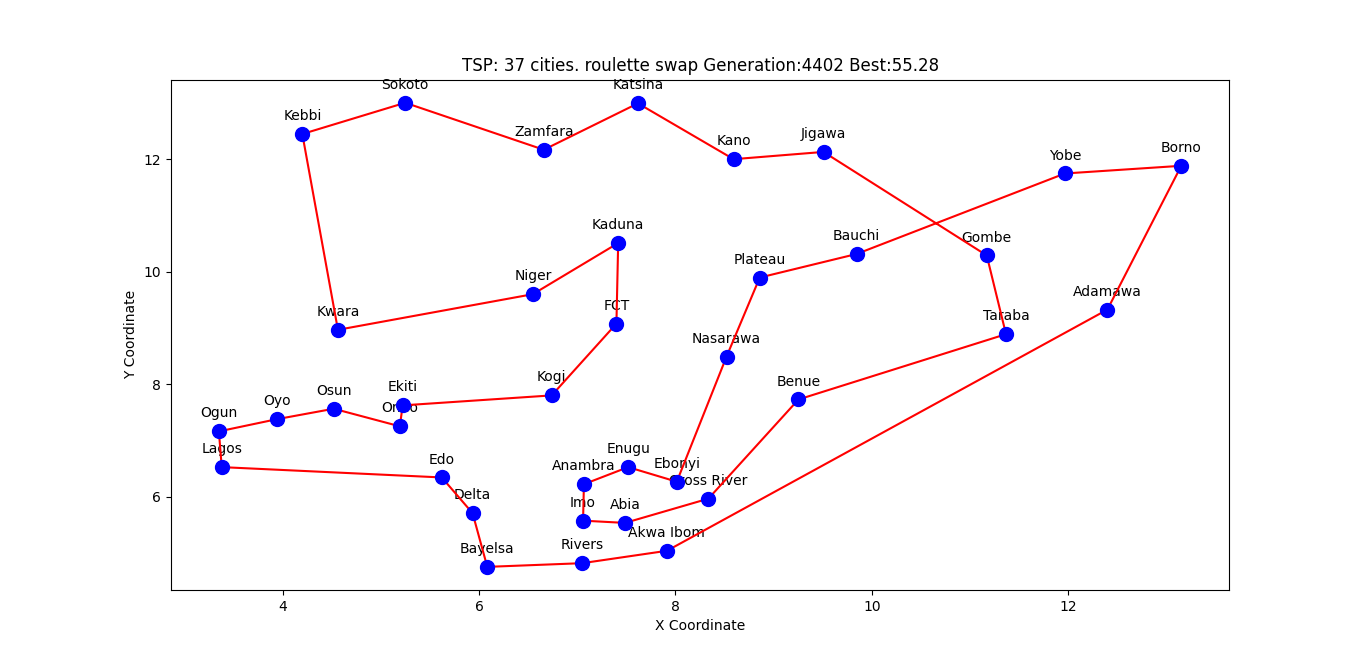 TSP: 37 cities. roulette swap Generation:4402 Best:55.28
Sokoto
Katsina
Kebbi
Zamfara
Kano
Jigawa
Yobe
Borno
12
Kaduna
Bauchi
Gombe
Plateau
10
Niger
Adamawa
FCT
Kwara
Taraba
Nasarawa
Y Coordinate
8
Kogi
Benue
Ekiti
Osun
Oyo
Ogun
Lagos
Enugu
Edo
Anambra
Ebonyi
River
6
Delta
Imo
Abia
Akwa Ibom
Bayelsa
Rivers
4 6 8 10 12
X Coordinate